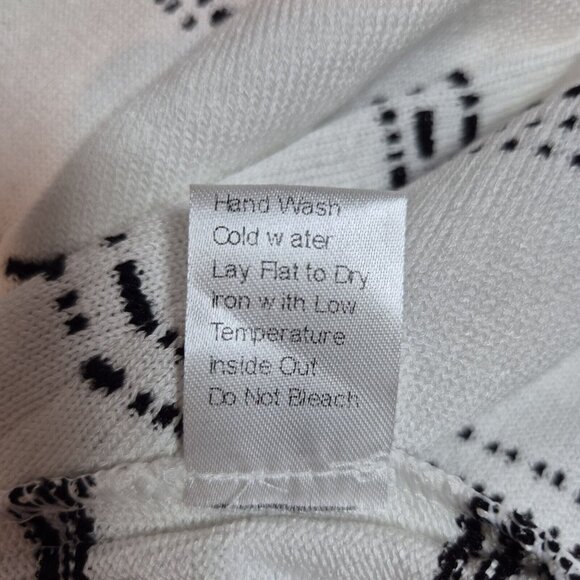 Hand Wash
Cold water
Lay Flat to Dry
Iron with Low
Temperature
inside Out
Do Not Bleach